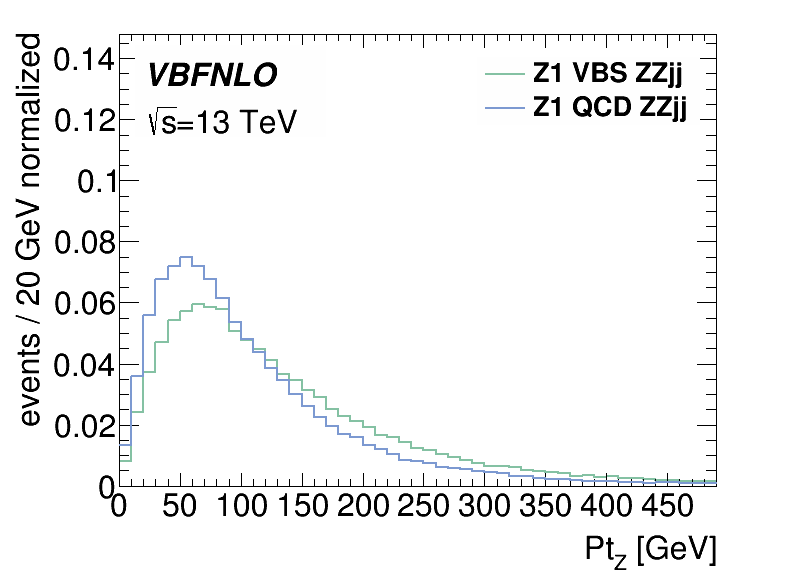 events / 20 GeV normalized
0.14
0.12
0.1
0.08
0.06
0.04
0.02
0
VBFNLO
√s=13 TeV
Z1 VBS ZZjj
Z1 QCD ZZjj
0 50 100 150 200 250 300 350 400 450
Pt_Z [GeV]